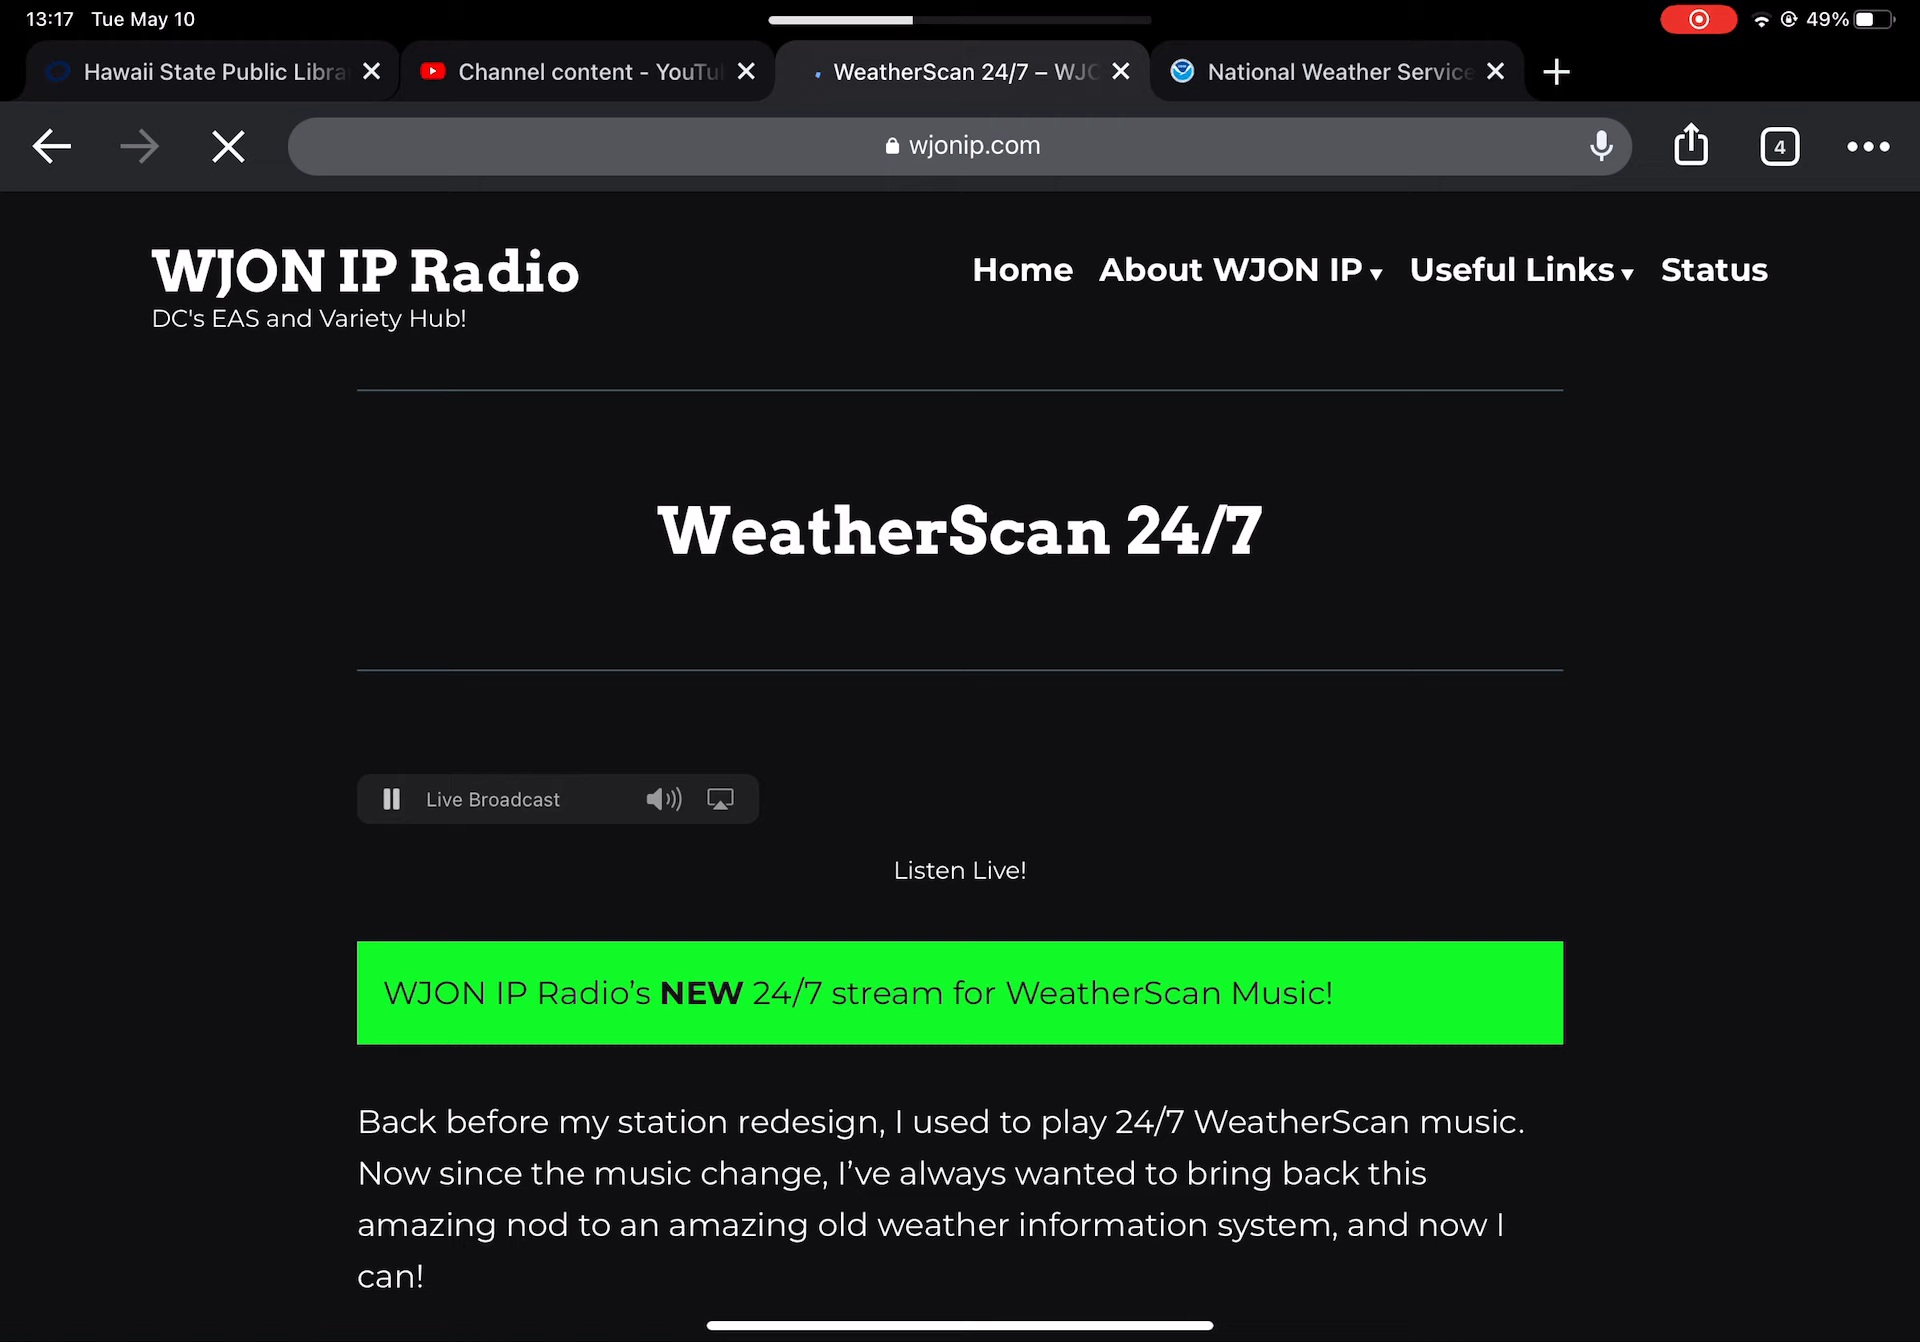 13:17 Tue May 10
49%
Hawaii State Public Libra
Channel content - YouTu
WeatherScan 24/7 – WJO
National Weather Service
wjonip.com
4
WJON IP Radio
DC's EAS and Variety Hub!
Home About WJON IP ▾ Useful Links ▾ Status
WeatherScan 24/7
Live Broadcast
Listen Live!
WJON IP Radio’s NEW 24/7 stream for WeatherScan Music!
Back before my station redesign, I used to play 24/7 WeatherScan music.
Now since the music change, I’ve always wanted to bring back this
amazing nod to an amazing old weather information system, and now I
can!